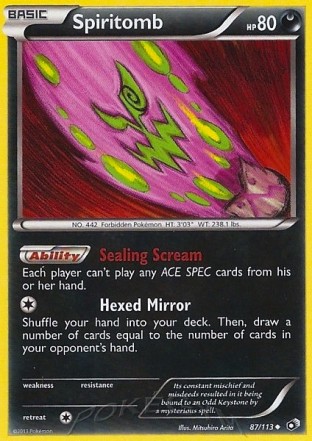 BASIC
Spiritomb
HP80
NO. 442 Forbidden Pokémon HT: 3'03" WT: 238.1 lbs.
Ability Sealing Scream
Each player can't play any ACE SPEC cards from his
or her hand.
Hexed Mirror
Shuffle your hand into your deck. Then, draw a
number of cards equal to the number of cards in
your opponent's hand.
weakness resistance
retreat
Its constant mischief and
misdeeds resulted in it being
bound to an Odd Keystone by
a mysterious spell.
Illus. Mitsuhiro Arita
87/113
©2013 Pokémon